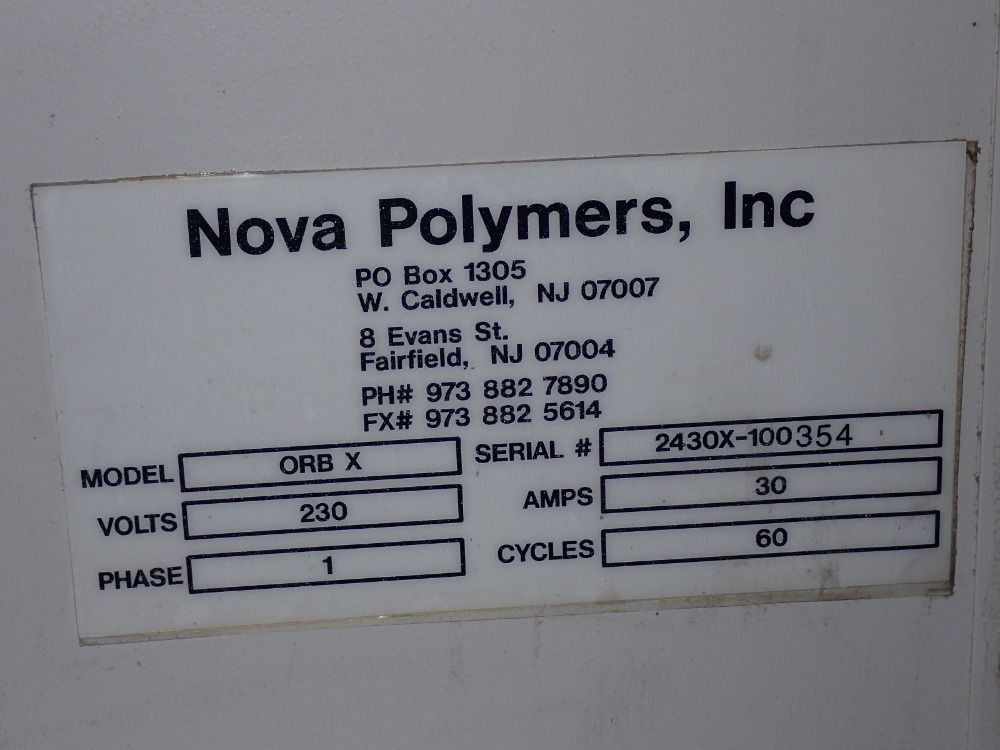 Nova Polymers, Inc
PO Box 1305
W. Caldwell, NJ 07007
8 Evans St.
Fairfield, NJ 07004
PH# 973 882 7890
FX# 973 882 5614
MODEL ORB X SERIAL # 2430X-100354
VOLTS 230 AMPS 30
PHASE 1 CYCLES 60